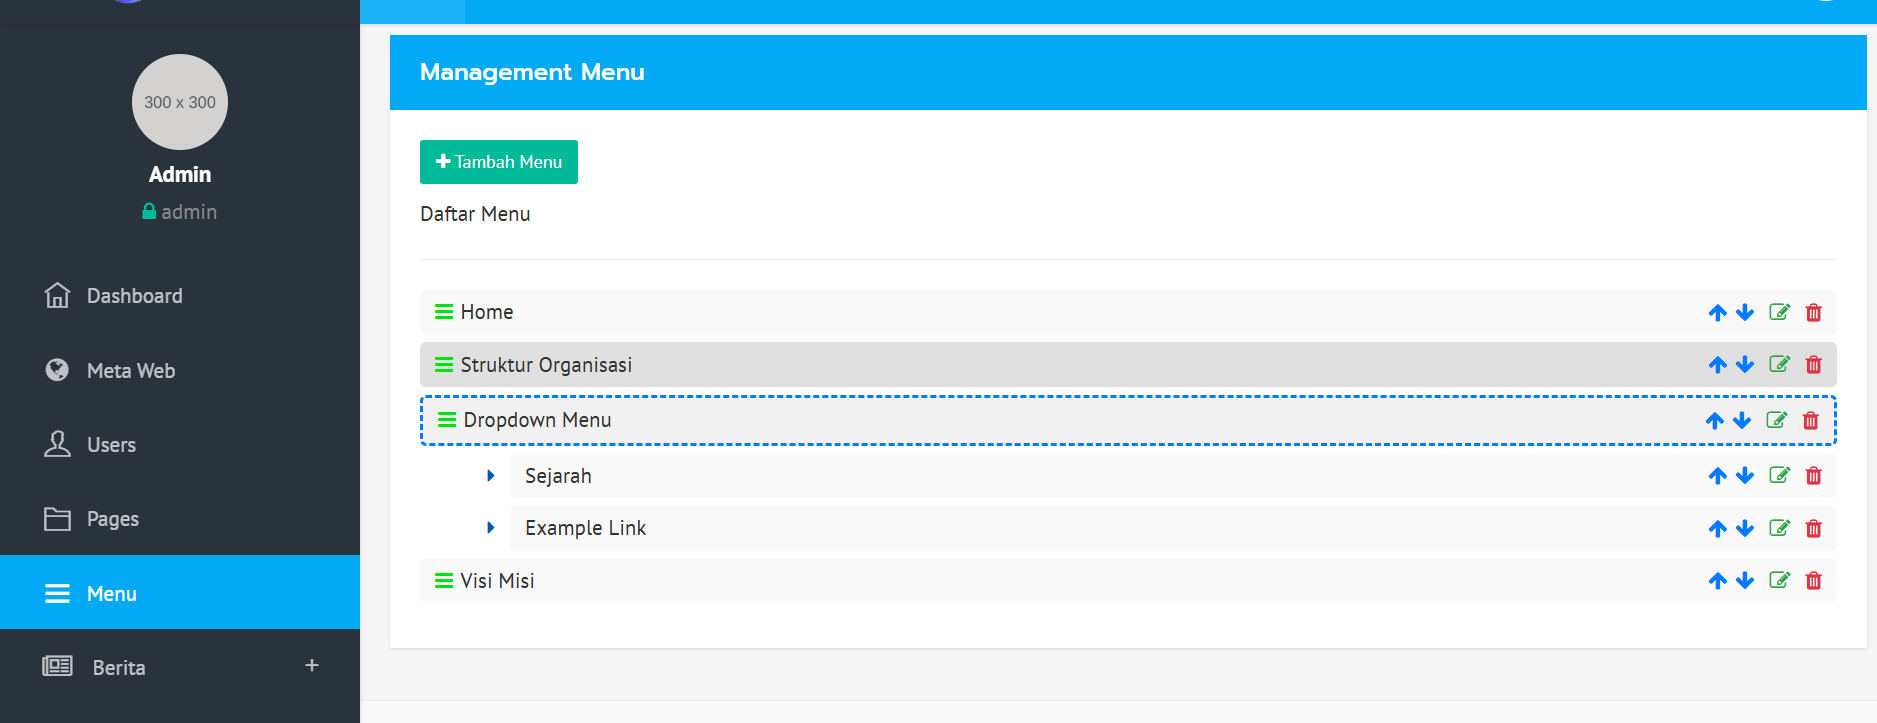 300 x 300
Admin
admin
Dashboard
Meta Web
Users
Pages
Menu
Berita
Management Menu
Tambah Menu
Daftar Menu
Home
Struktur Organisasi
Dropdown Menu
Sejarah
Example Link
Visi Misi